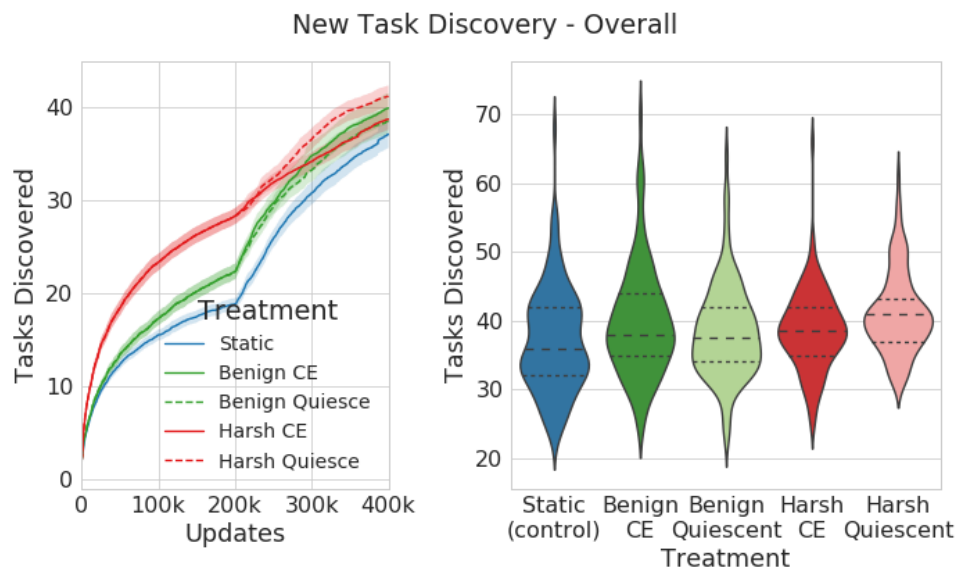 New Task Discovery - Overall
Tasks Discovered
40
30
20
10
0
Treatment
Static
Benign CE
Benign Quiesce
Harsh CE
Harsh Quiesce
0 100k 200k 300k 400k
Updates
Tasks Discovered
70
60
50
40
30
20
Static Benign Benign Harsh Harsh
(control) CE Quiescent CE Quiescent
Treatment